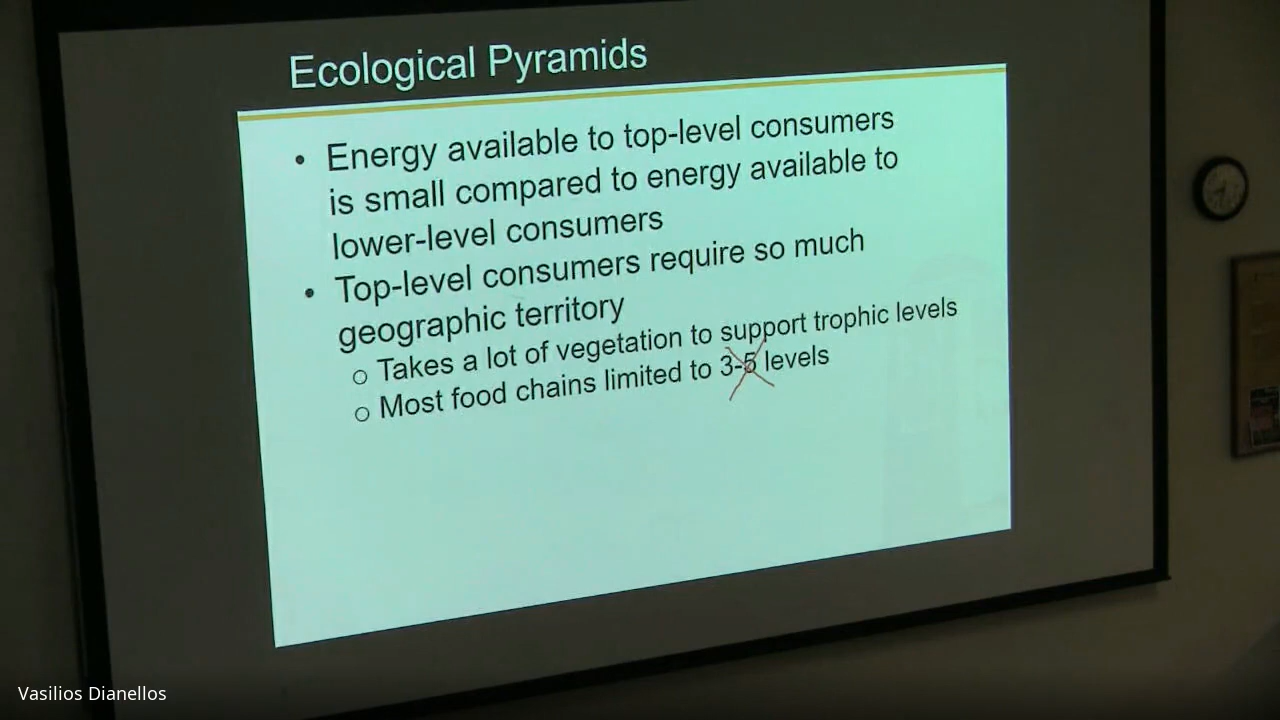 Ecological Pyramids
• Energy available to top-level consumers
is small compared to energy available to
lower-level consumers
• Top-level consumers require so much
geographic territory
o Takes a lot of vegetation to support trophic levels
o Most food chains limited to 3-5 levels
Vasilios Dianellos